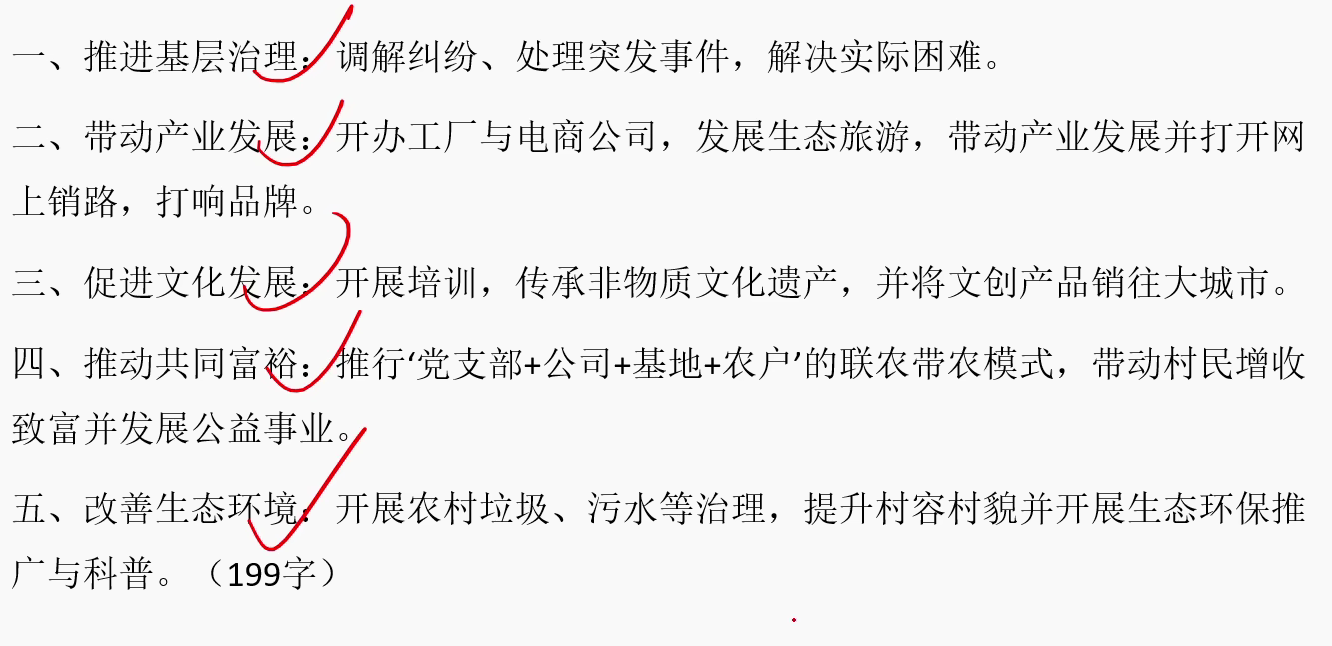 一、推进基层治理：调解纠纷、处理突发事件，解决实际困难。
二、带动产业发展：开办工厂与电商公司，发展生态旅游，带动产业发展并打开网
上销路，打响品牌。
三、促进文化发展：开展培训，传承非物质文化遗产，并将文创产品销往大城市。
四、推动共同富裕：推行‘党支部+公司+基地+农户’的联农带农模式，带动村民增收
致富并发展公益事业。
五、改善生态环境：开展农村垃圾、污水等治理，提升村容村貌并开展生态环保推
广与科普。（199字）